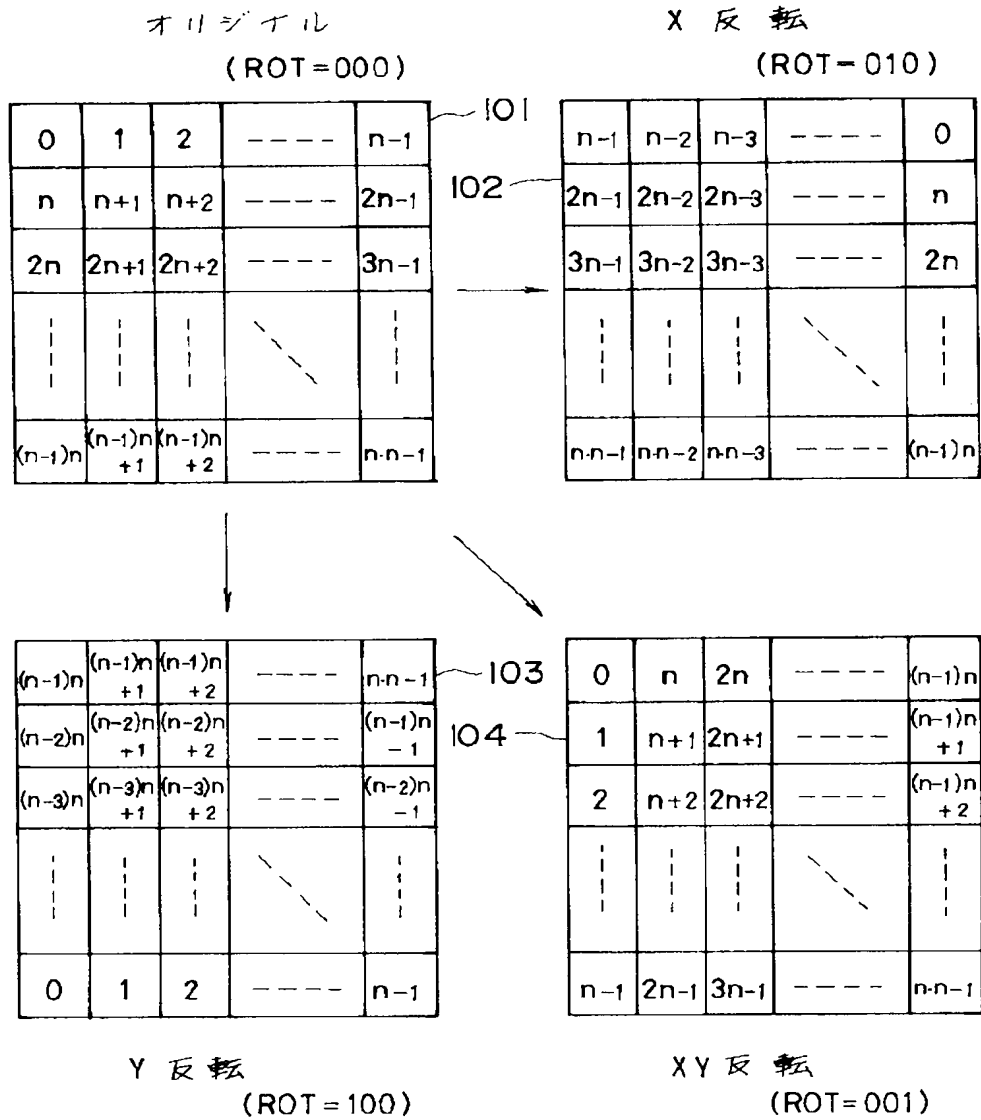 オリジナル
(ROT=000)
0 1 2 ---- n-1
n n+1 n+2 ---- 2n-1
2n 2n+1 2n+2 ---- 3n-1
(n-1)n (n-1)n+1 (n-1)n+2 ---- n·n-1
101
X 反転
(ROT-010)
n-1 n-2 n-3 ---- 0
2n-1 2n-2 2n-3 ---- n
3n-1 3n-2 3n-3 ---- 2n
n·n-1 n·n-2 n·n-3 ---- (n-1)n
102
(n-1)n (n-1)n+1 (n-1)n+2 ---- n·n-1
(n-2)n (n-2)n+1 (n-2)n+2 ---- (n-1)n-1
(n-3)n (n-3)n+1 (n-3)n+2 ---- (n-2)n-1
0 1 2 ---- n-1
103
Y 反転
(ROT=100)
0 n 2n ---- (n-1)n
1 n+1 2n+1 ---- (n-1)n+1
2 n+2 2n+2 ---- (n-1)n+2
n-1 2n-1 3n-1 ---- n·n-1
104
XY 反転
(ROT=001)